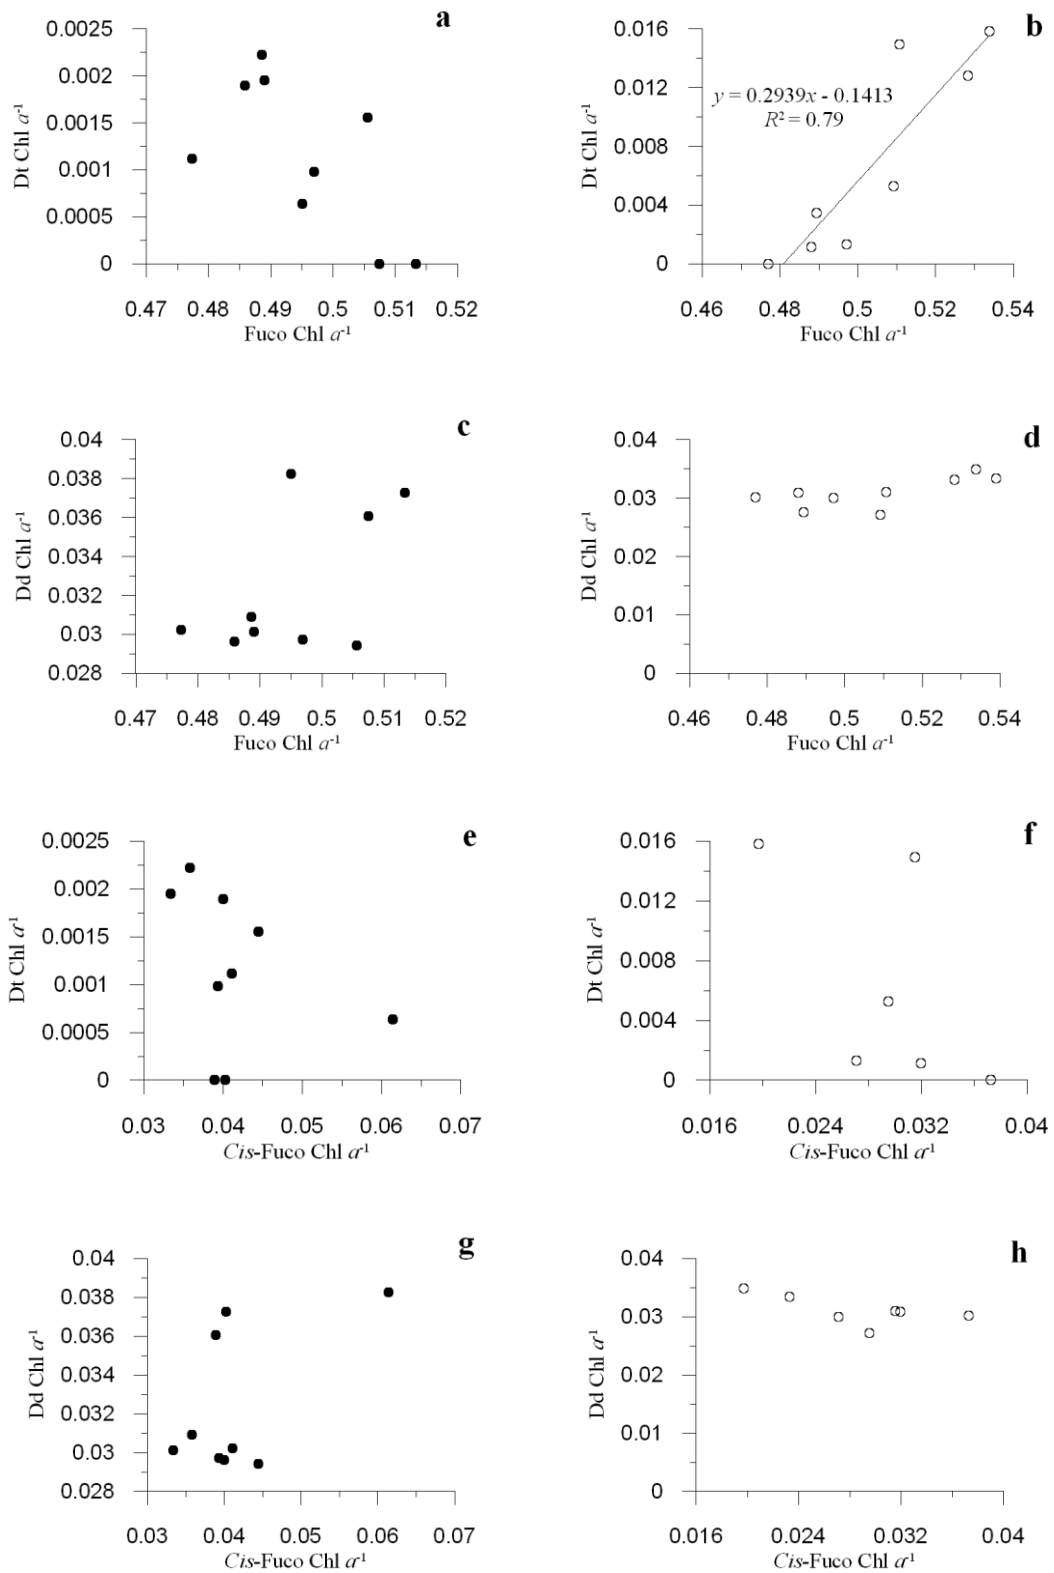 a
0.0025
0.002
0.0015
0.001
0.0005
0
Dt Chl a⁻¹
0.47 0.48 0.49 0.5 0.51 0.52
Fuco Chl a⁻¹
b
0.016
0.012
0.008
0.004
0
Dt Chl a⁻¹
y = 0.2939x - 0.1413
R² = 0.79
0.46 0.48 0.5 0.52 0.54
Fuco Chl a⁻¹
c
0.04
0.038
0.036
0.034
0.032
0.03
0.028
Dd Chl a⁻¹
0.47 0.48 0.49 0.5 0.51 0.52
Fuco Chl a⁻¹
d
0.04
0.03
0.02
0.01
0
Dd Chl a⁻¹
0.46 0.48 0.5 0.52 0.54
Fuco Chl a⁻¹
e
0.0025
0.002
0.0015
0.001
0.0005
0
Dt Chl a⁻¹
0.03 0.04 0.05 0.06 0.07
Cis-Fuco Chl a⁻¹
f
0.016
0.012
0.008
0.004
0
Dt Chl a⁻¹
0.016 0.024 0.032 0.04
Cis-Fuco Chl a⁻¹
g
0.04
0.038
0.036
0.034
0.032
0.03
0.028
Dd Chl a⁻¹
0.03 0.04 0.05 0.06 0.07
Cis-Fuco Chl a⁻¹
h
0.04
0.03
0.02
0.01
0
Dd Chl a⁻¹
0.016 0.024 0.032 0.04
Cis-Fuco Chl a⁻¹